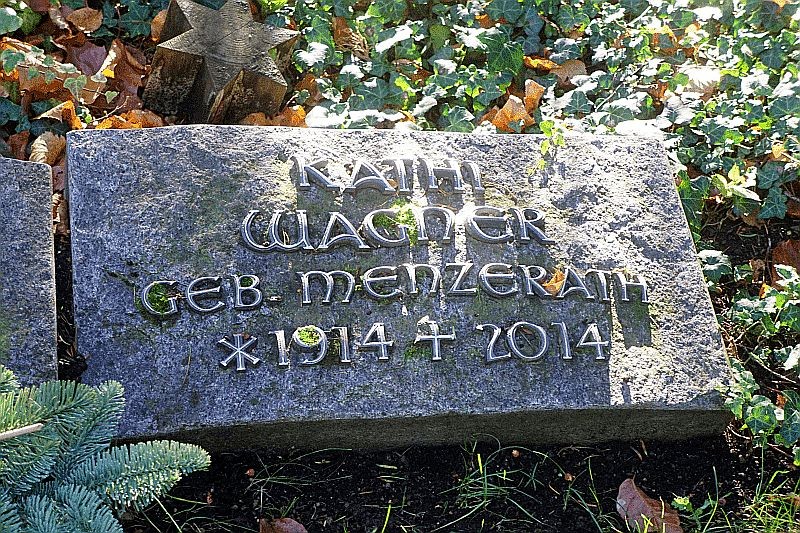 KATHI
WAGNER
GEB. MENZERATH
* 1914 † 2014